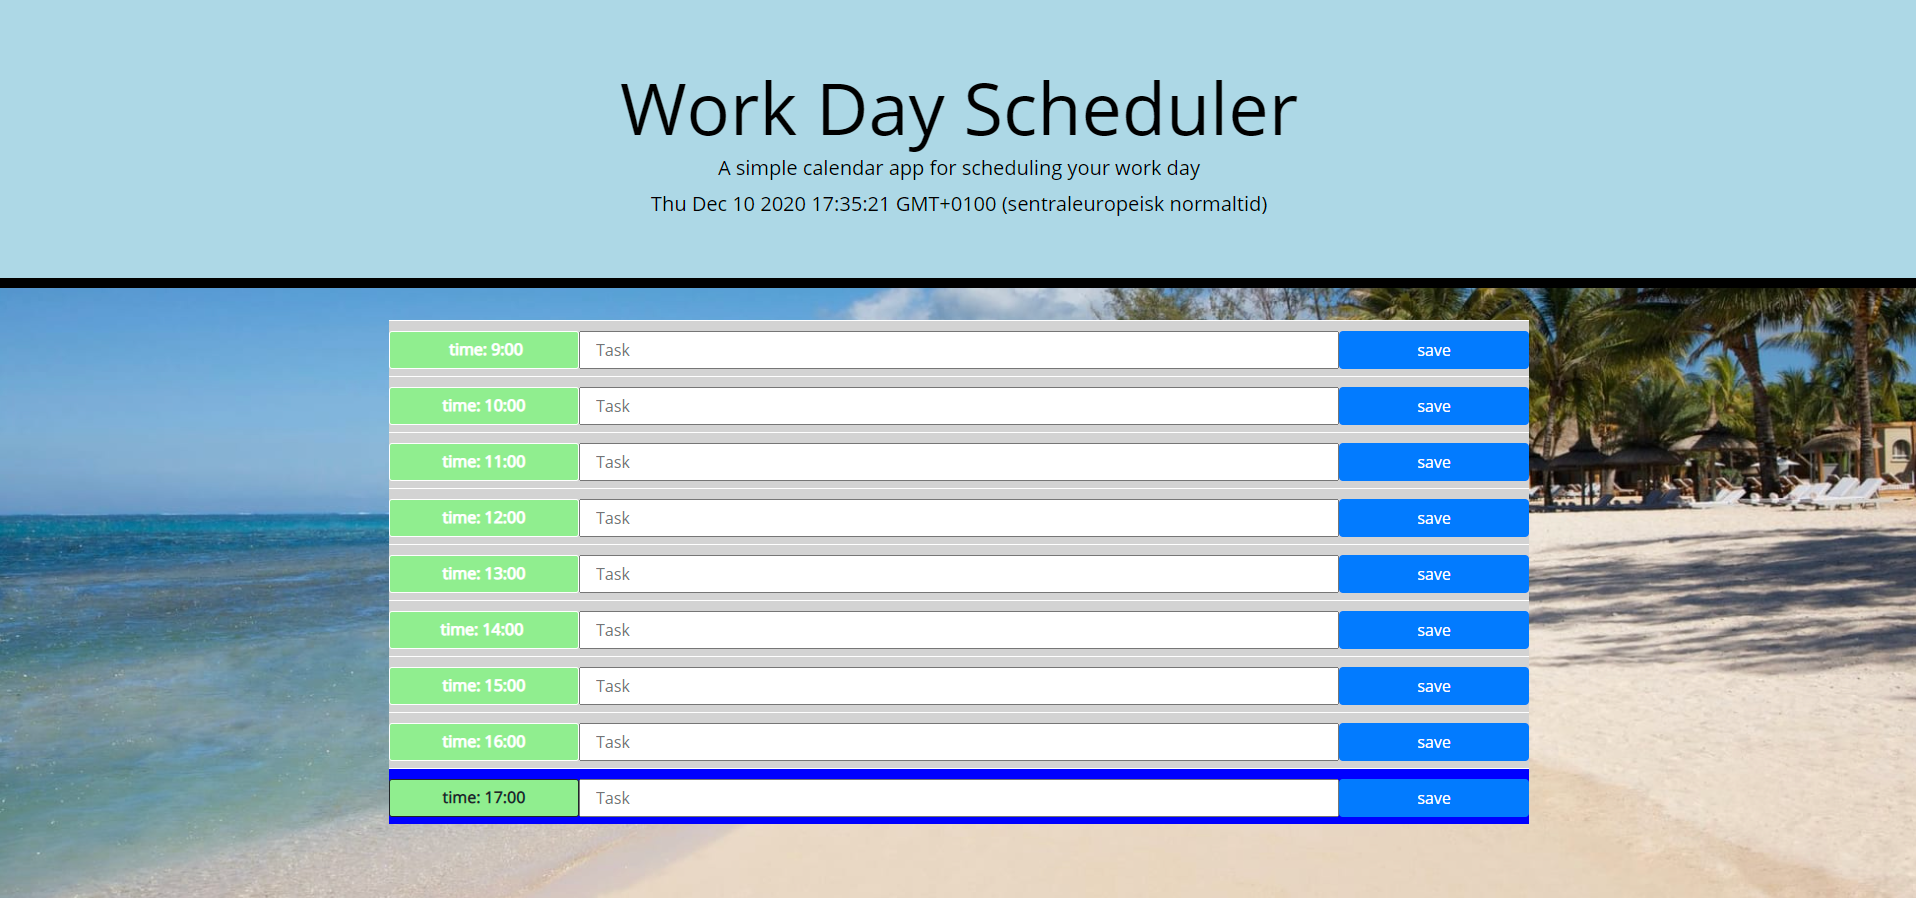 Work Day Scheduler
A simple calendar app for scheduling your work day
Thu Dec 10 2020 17:35:21 GMT+0100 (sentraleuropeisk normaltid)
time: 9:00 Task save
time: 10:00 Task save
time: 11:00 Task save
time: 12:00 Task save
time: 13:00 Task save
time: 14:00 Task save
time: 15:00 Task save
time: 16:00 Task save
time: 17:00 Task save